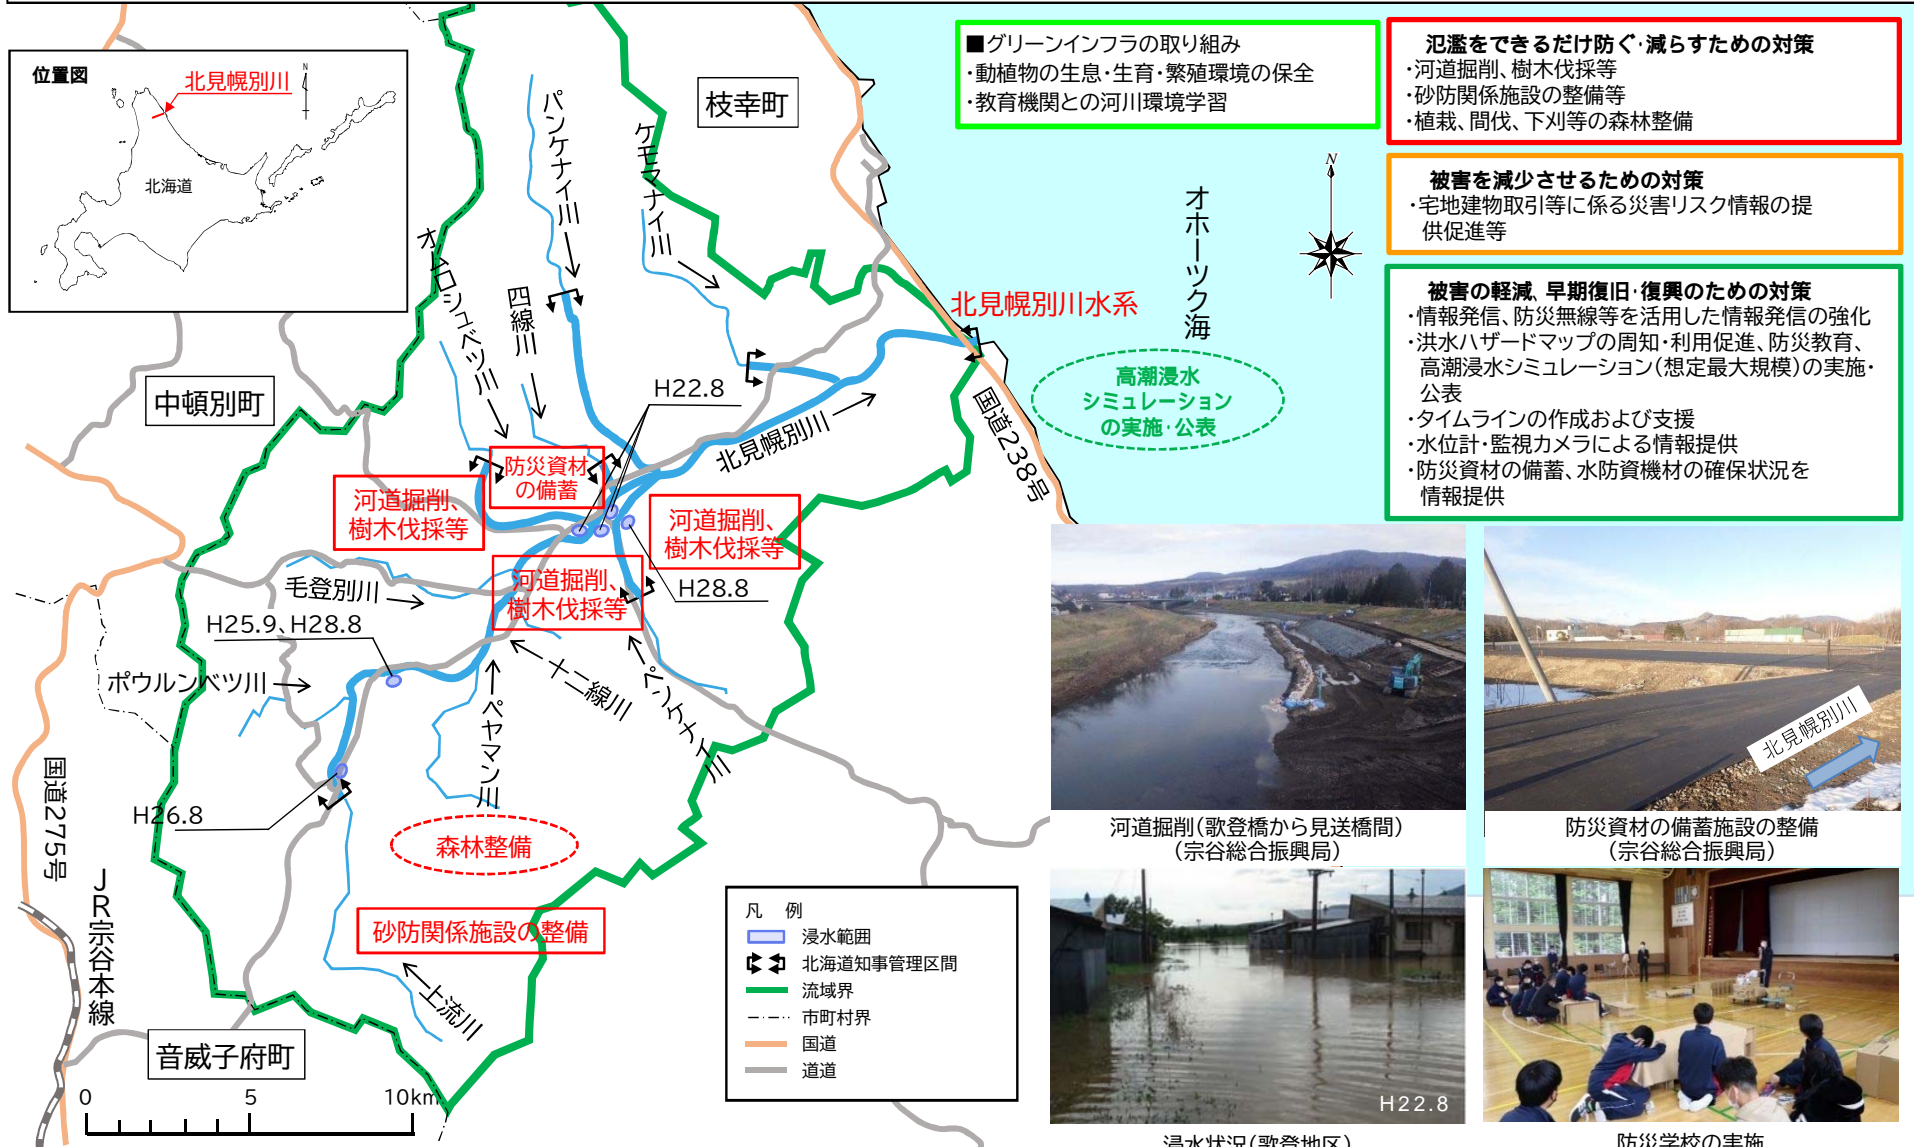 位置図
北見幌別川
N
北海道
枝幸町
■グリーンインフラの取り組み
・動植物の生息・生育・繁殖環境の保全
・教育機関との河川環境学習
氾濫をできるだけ防ぐ・減らすための対策
・河道掘削、樹木伐採等
・砂防関係施設の整備等
・植栽、間伐、下刈等の森林整備
被害を減少させるための対策
・宅地建物取引等に係る災害リスク情報の提
供促進等
被害の軽減、早期復旧・復興のための対策
・情報発信、防災無線等を活用した情報発信の強化
・洪水ハザードマップの周知・利用促進、防災教育、
高潮浸水シミュレーション(想定最大規模)の実施・
公表
・タイムラインの作成および支援
・水位計・監視カメラによる情報提供
・防災資材の備蓄、水防資機材の確保状況を
情報提供
N
オホーツク海
北見幌別川水系
高潮浸水
シミュレーション
の実施・公表
国道238号
パンケナイ川
ケモマナイ川
オムロシュベツ川
四線川
中頓別町
H22.8
北見幌別川
防災資材
の備蓄
河道掘削、
樹木伐採等
河道掘削、
樹木伐採等
河道掘削、
樹木伐採等
H28.8
毛登別川
H25.9、H28.8
ポウルンベツ川
十二線川
ペンケナイ川
ペヤマン川
H26.8
国道275号
森林整備
砂防関係施設の整備
JR宗谷本線
上流川
音威子府町
0
5
10km
凡 例
浸水範囲
北海道知事管理区間
流域界
市町村界
国道
道道
河道掘削(歌登橋から見送橋間)
(宗谷総合振興局)
北見幌別川
防災資材の備蓄施設の整備
(宗谷総合振興局)
H22.8
浸水状況(歌登地区)
防災学校の実施